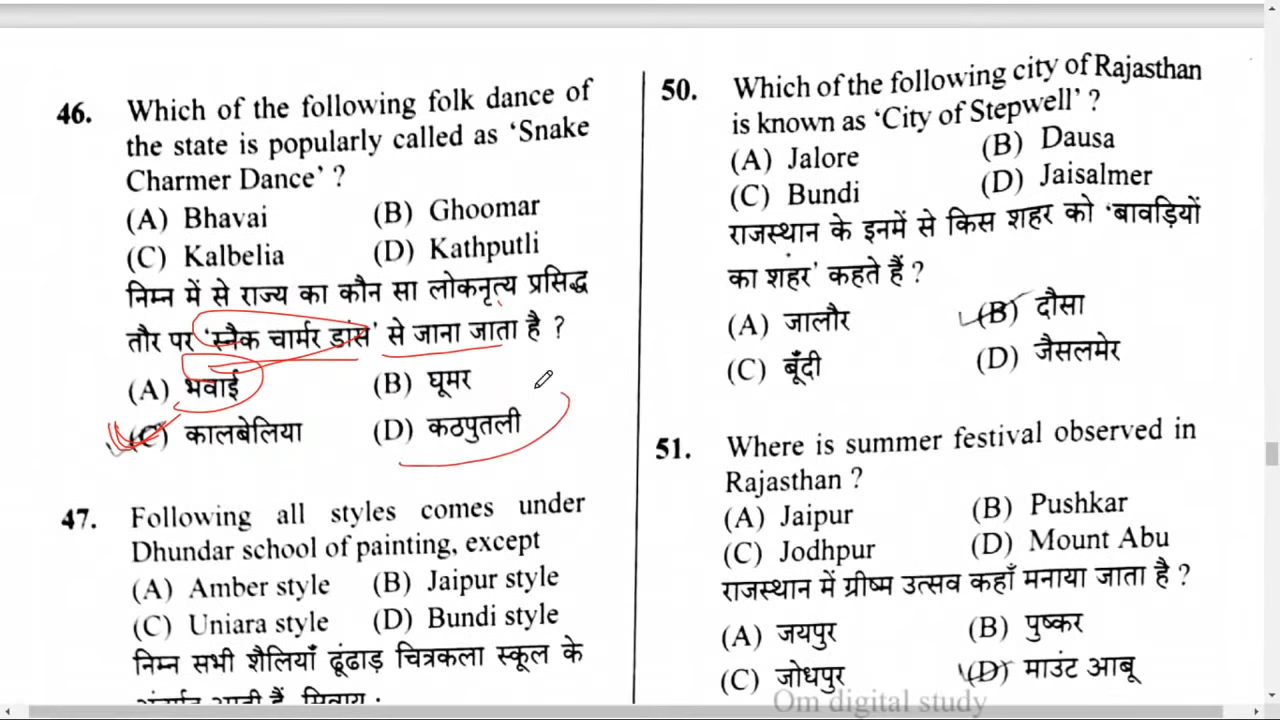 46. Which of the following folk dance of
the state is popularly called as ‘Snake
Charmer Dance’ ?
(A) Bhavai (B) Ghoomar
(C) Kalbelia (D) Kathputli
निम्न में से राज्य का कौन सा लोकनृत्य प्रसिद्ध
तौर पर ‘स्नैक चार्मर डांस’ से जाना जाता है ?
(A) भवाई (B) घूमर
(C) कालबेलिया (D) कठपुतली
47. Following all styles comes under
Dhundar school of painting, except
(A) Amber style (B) Jaipur style
(C) Uniara style (D) Bundi style
निम्न सभी शैलियाँ ढूंढाड़ चित्रकला स्कूल के
50. Which of the following city of Rajasthan
is known as ‘City of Stepwell’ ?
(A) Jalore (B) Dausa
(C) Bundi (D) Jaisalmer
राजस्थान के इनमें से किस शहर को ‘बावड़ियों
का शहर’ कहते हैं ?
(A) जालौर (B) दौसा
(C) बूँदी (D) जैसलमेर
51. Where is summer festival observed in
Rajasthan ?
(A) Jaipur (B) Pushkar
(C) Jodhpur (D) Mount Abu
राजस्थान में ग्रीष्म उत्सव कहाँ मनाया जाता है ?
(A) जयपुर (B) पुष्कर
(C) जोधपुर (D) माउंट आबू
Om digital study